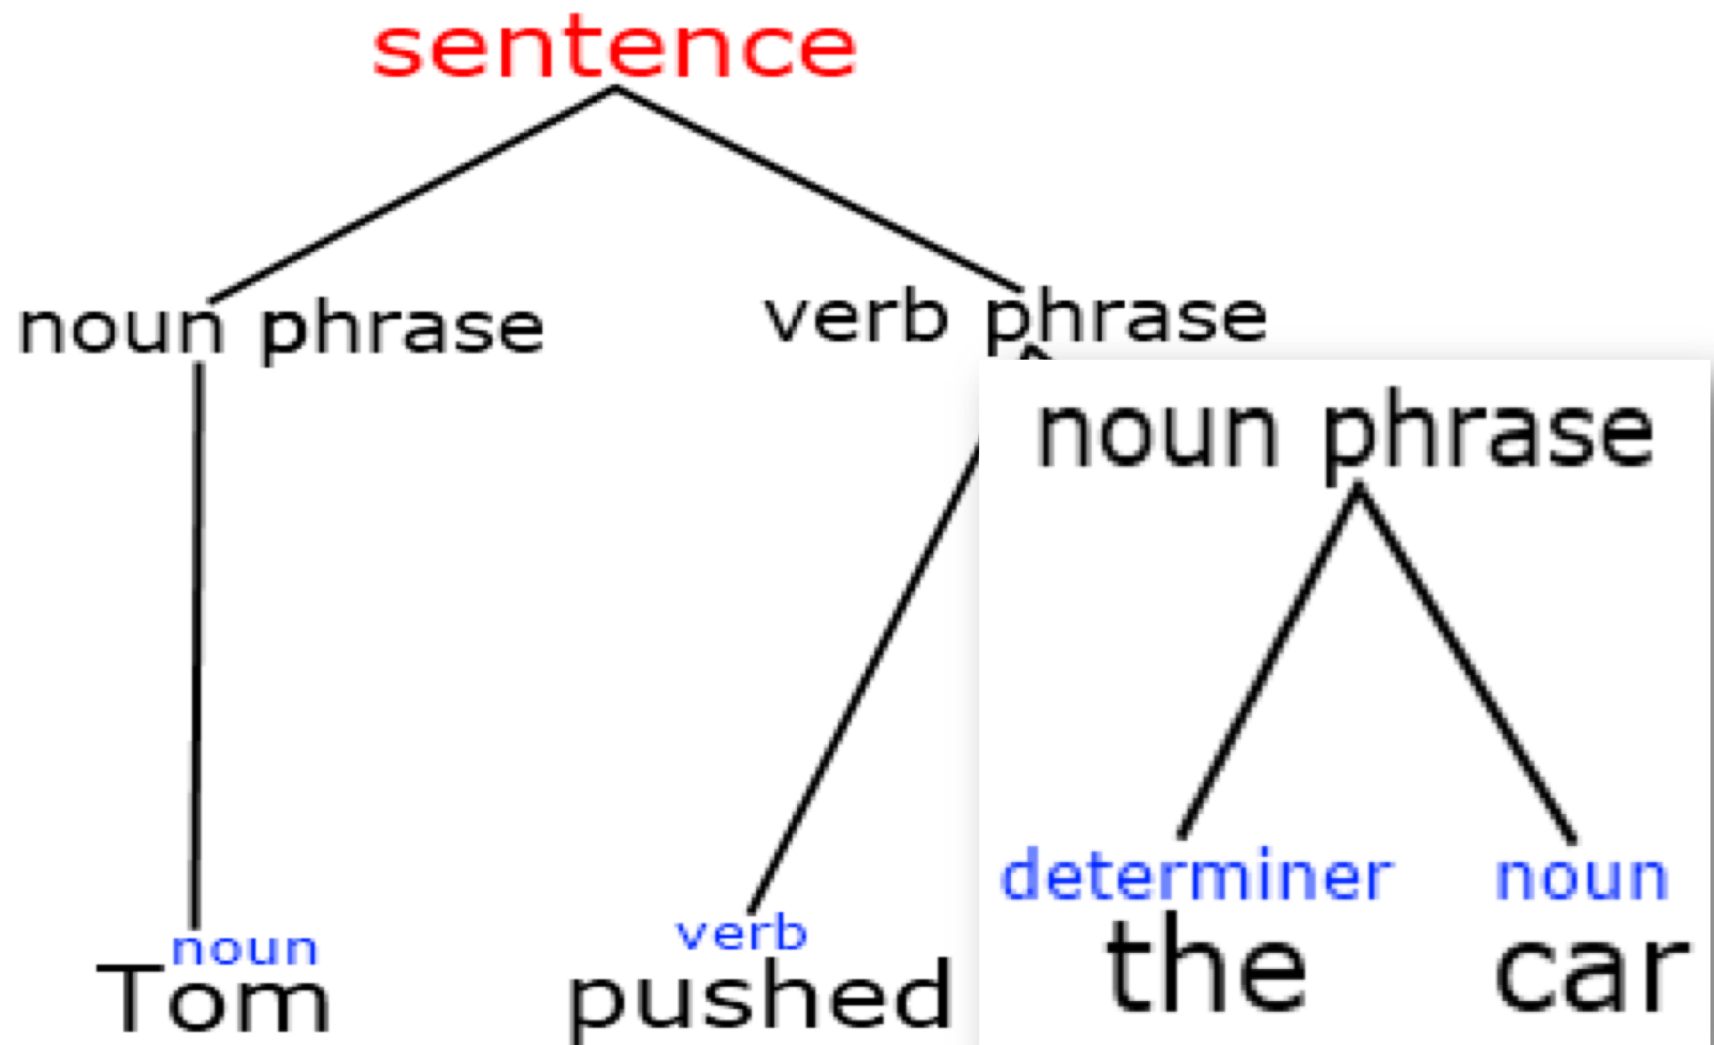 sentence
noun phrase
verb phrase
noun phrase
determiner
noun
the
car
verb
pushed
noun
Tom